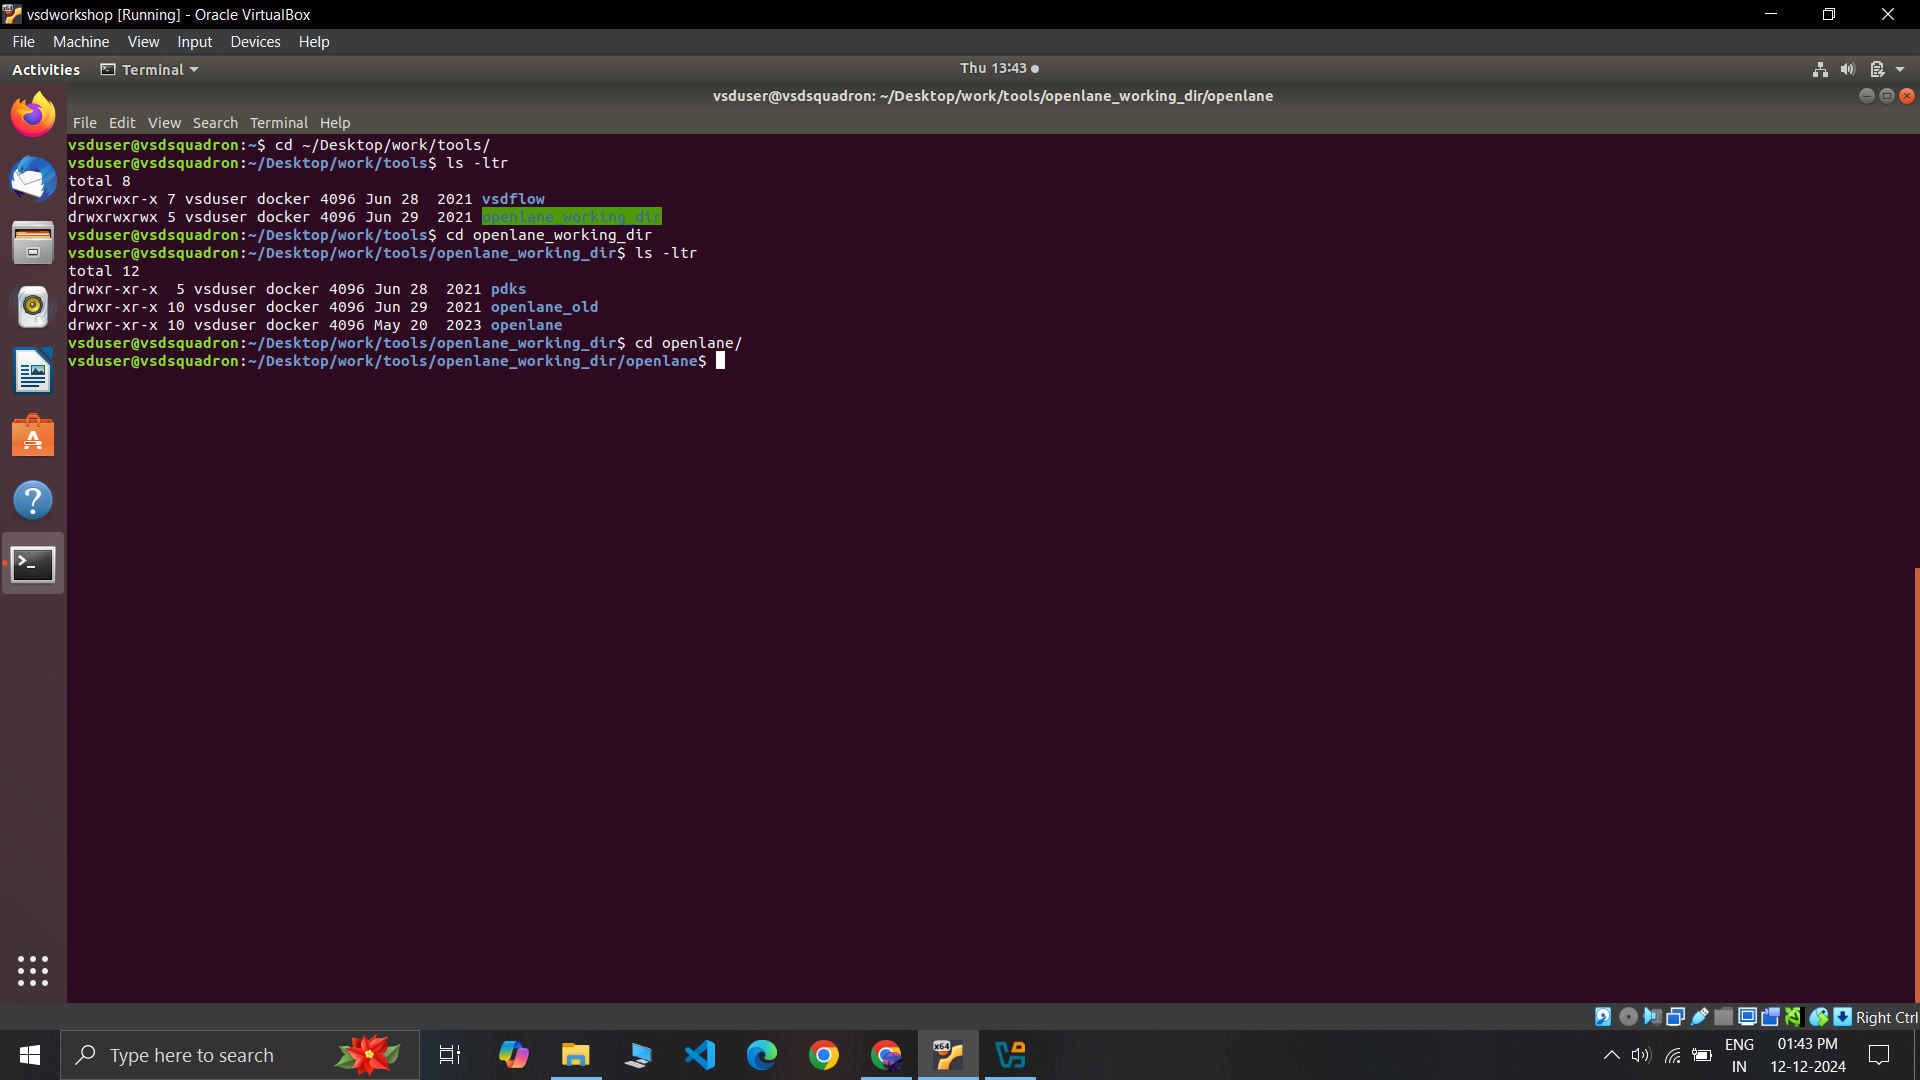 vsdworkshop [Running] - Oracle VirtualBox
File Machine View Input Devices Help
Activities Terminal Thu 13:43
vsduser@vsdsquadron: ~/Desktop/work/tools/openlane_working_dir/openlane
File Edit View Search Terminal Help
vsduser@vsdsquadron:~$ cd ~/Desktop/work/tools/
vsduser@vsdsquadron:~/Desktop/work/tools$ ls -ltr
total 8
drwxrwxr-x 7 vsduser docker 4096 Jun 28  2021 vsdflow
drwxrwxrwx 5 vsduser docker 4096 Jun 29  2021 openlane_working_dir
vsduser@vsdsquadron:~/Desktop/work/tools$ cd openlane_working_dir
vsduser@vsdsquadron:~/Desktop/work/tools/openlane_working_dir$ ls -ltr
total 12
drwxr-xr-x  5 vsduser docker 4096 Jun 28  2021 pdks
drwxr-xr-x 10 vsduser docker 4096 Jun 29  2021 openlane_old
drwxr-xr-x 10 vsduser docker 4096 May 20  2023 openlane
vsduser@vsdsquadron:~/Desktop/work/tools/openlane_working_dir$ cd openlane/
vsduser@vsdsquadron:~/Desktop/work/tools/openlane_working_dir/openlane$
Right Ctrl
Type here to search
x64
ENG
IN
01:43 PM
12-12-2024